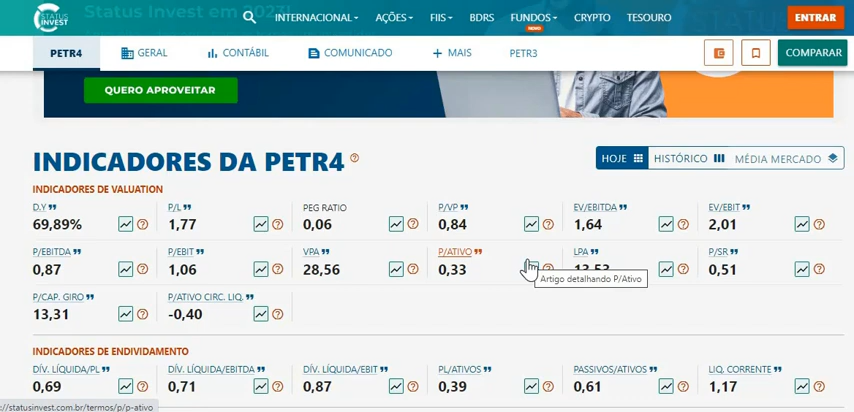 STATUS INVEST
Status Invest em 2023!
INTERNACIONAL AÇÕES FIIS BDRS FUNDOS CRYPTO TESOURO ENTRAR
PETR4 GERAL CONTÁBIL COMUNICADO + MAIS PETR3 COMPARAR
QUERO APROVEITAR
INDICADORES DA PETR4
HOJE HISTÓRICO MÉDIA MERCADO
INDICADORES DE VALUATION
D.Y P/L PEG RATIO P/VP EV/EBITDA EV/EBIT
69,89% 1,77 0,06 0,84 1,64 2,01
P/EBITDA P/EBIT VPA P/ATIVO LPA P/SR
0,87 1,06 28,56 0,33 13,53 0,51
Artigo detalhando P/Ativo
P/CAP. GIRO P/ATIVO CIRC. LIQ.
13,31 -0,40
INDICADORES DE ENDIVIDAMENTO
DÍV. LÍQUIDA/PL DÍV. LÍQUIDA/EBITDA DÍV. LÍQUIDA/EBIT PL/ATIVOS PASSIVOS/ATIVOS LIQ. CORRENTE
0,69 0,71 0,87 0,39 0,61 1,17
://statusinvest.com.br/termos/p/p-ativo